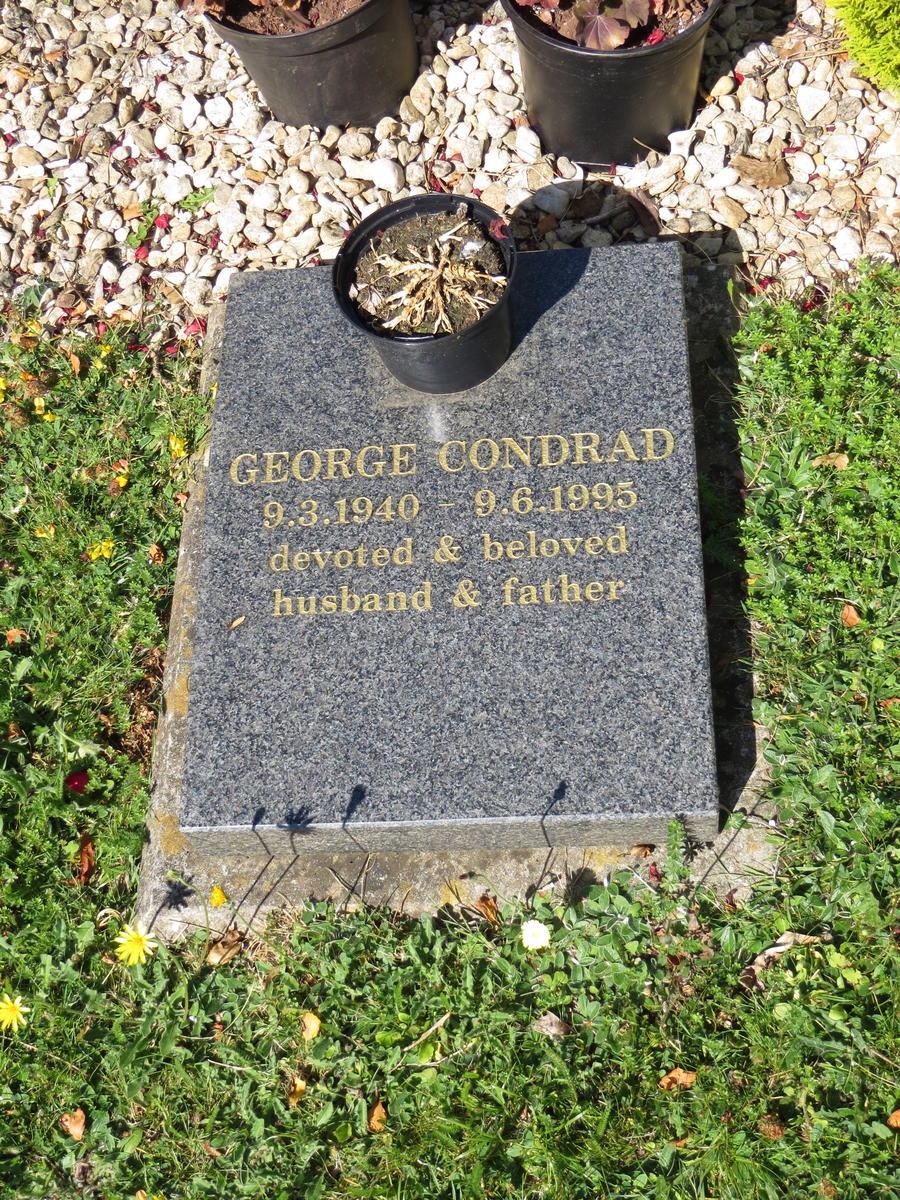 GEORGE CONDRAD
9.3.1940 - 9.6.1995
devoted & beloved
husband & father